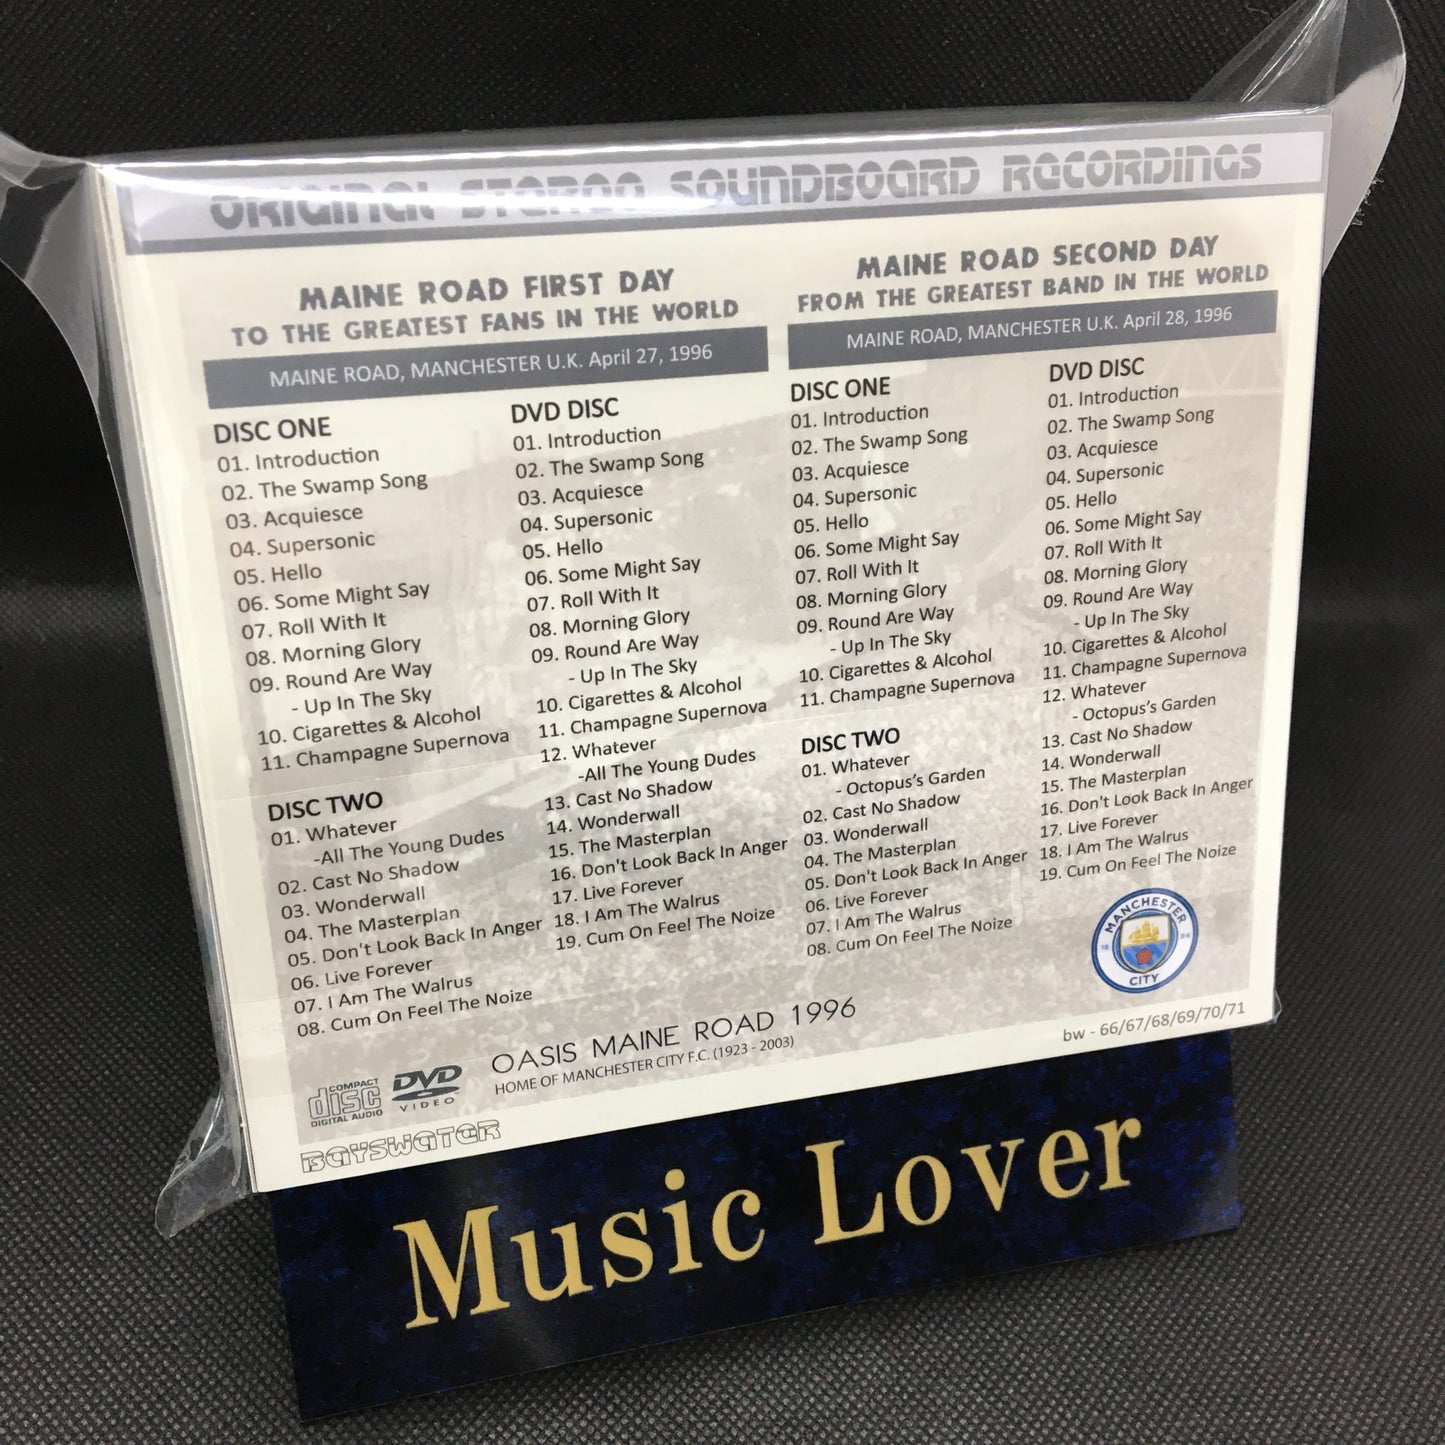 ORIGINAL STEREO SOUNDBOARD RECORDINGS
MAINE ROAD FIRST DAY
TO THE GREATEST FANS IN THE WORLD
MAINE ROAD, MANCHESTER U.K. April 27, 1996
DISC ONE
01. Introduction
02. The Swamp Song
03. Acquiesce
04. Supersonic
05. Hello
06. Some Might Say
07. Roll With It
08. Morning Glory
09. Round Are Way
- Up In The Sky
10. Cigarettes & Alcohol
11. Champagne Supernova
DISC TWO
01. Whatever
-All The Young Dudes
02. Cast No Shadow
03. Wonderwall
04. The Masterplan
05. Don't Look Back In Anger
06. Live Forever
07. I Am The Walrus
08. Cum On Feel The Noize
DVD DISC
01. Introduction
02. The Swamp Song
03. Acquiesce
04. Supersonic
05. Hello
06. Some Might Say
07. Roll With It
08. Morning Glory
09. Round Are Way
- Up In The Sky
10. Cigarettes & Alcohol
11. Champagne Supernova
12. Whatever
-All The Young Dudes
13. Cast No Shadow
14. Wonderwall
15. The Masterplan
16. Don't Look Back In Anger
17. Live Forever
18. I Am The Walrus
19. Cum On Feel The Noize
MAINE ROAD SECOND DAY
FROM THE GREATEST BAND IN THE WORLD
MAINE ROAD, MANCHESTER U.K. April 28, 1996
DISC ONE
01. Introduction
02. The Swamp Song
03. Acquiesce
04. Supersonic
05. Hello
06. Some Might Say
07. Roll With It
08. Morning Glory
09. Round Are Way
- Up In The Sky
10. Cigarettes & Alcohol
11. Champagne Supernova
DISC TWO
01. Whatever
- Octopus's Garden
02. Cast No Shadow
03. Wonderwall
04. The Masterplan
05. Don't Look Back In Anger
06. Live Forever
07. I Am The Walrus
08. Cum On Feel The Noize
DVD DISC
01. Introduction
02. The Swamp Song
03. Acquiesce
04. Supersonic
05. Hello
06. Some Might Say
07. Roll With It
08. Morning Glory
09. Round Are Way
- Up In The Sky
10. Cigarettes & Alcohol
11. Champagne Supernova
12. Whatever
- Octopus's Garden
13. Cast No Shadow
14. Wonderwall
15. The Masterplan
16. Don't Look Back In Anger
17. Live Forever
18. I Am The Walrus
19. Cum On Feel The Noize
MANCHESTER
18 94
CITY
bw - 66/67/68/69/70/71
COMPACT
disc
DIGITAL AUDIO
DVD
VIDEO
OASIS MAINE ROAD 1996
HOME OF MANCHESTER CITY F.C. (1923 - 2003)
BAYSWATER
Music Lover